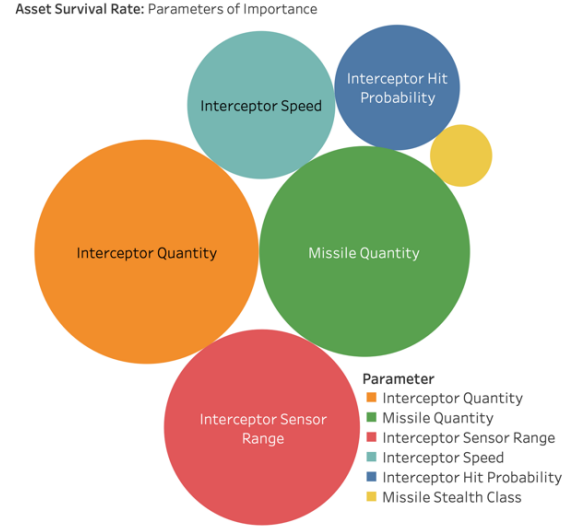 Asset Survival Rate: Parameters of Importance
Interceptor Hit
Probability
Interceptor Speed
Interceptor Quantity
Missile Quantity
Interceptor Sensor
Range
Parameter
Interceptor Quantity
Missile Quantity
Interceptor Sensor Range
Interceptor Speed
Interceptor Hit Probability
Missile Stealth Class